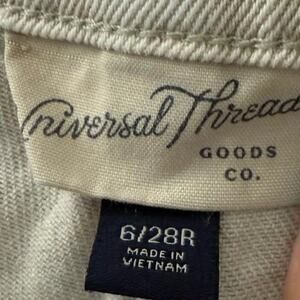 Universal Thread
GOODS
CO.
6/28R
MADE IN
VIETNAM